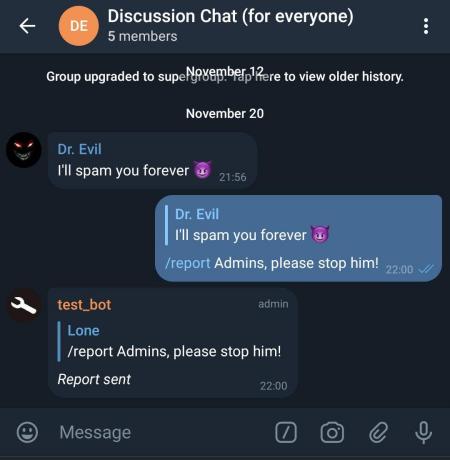 DE
Discussion Chat (for everyone)
5 members
November 12
Group upgraded to supergroup. Tap here to view older history.
November 20
Dr. Evil
I'll spam you forever 😈
21:56
Dr. Evil
I'll spam you forever 😈
/report Admins, please stop him!
22:00
test_bot
admin
Lone
/report Admins, please stop him!
Report sent
22:00
Message